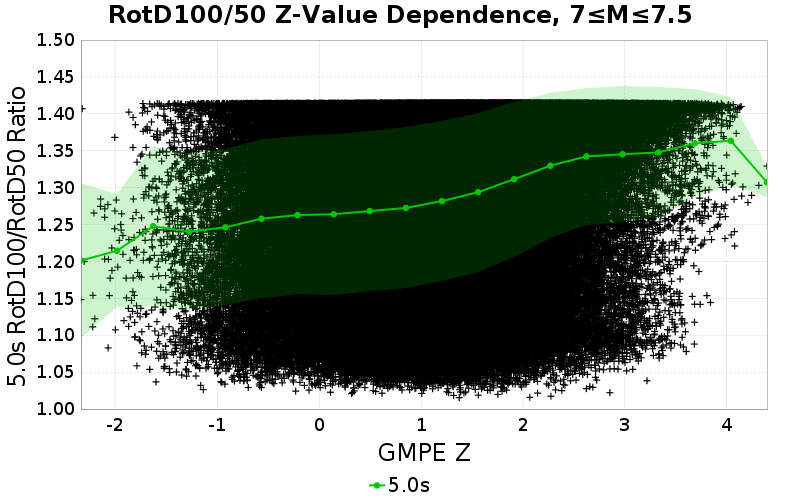 RotD100/50 Z-Value Dependence, 7≤M≤7.5
5.0s RotD100/RotD50 Ratio
1.50
1.45
1.40
1.35
1.30
1.25
1.20
1.15
1.10
1.05
1.00
-2 -1 0 1 2 3 4
GMPE Z
5.0s